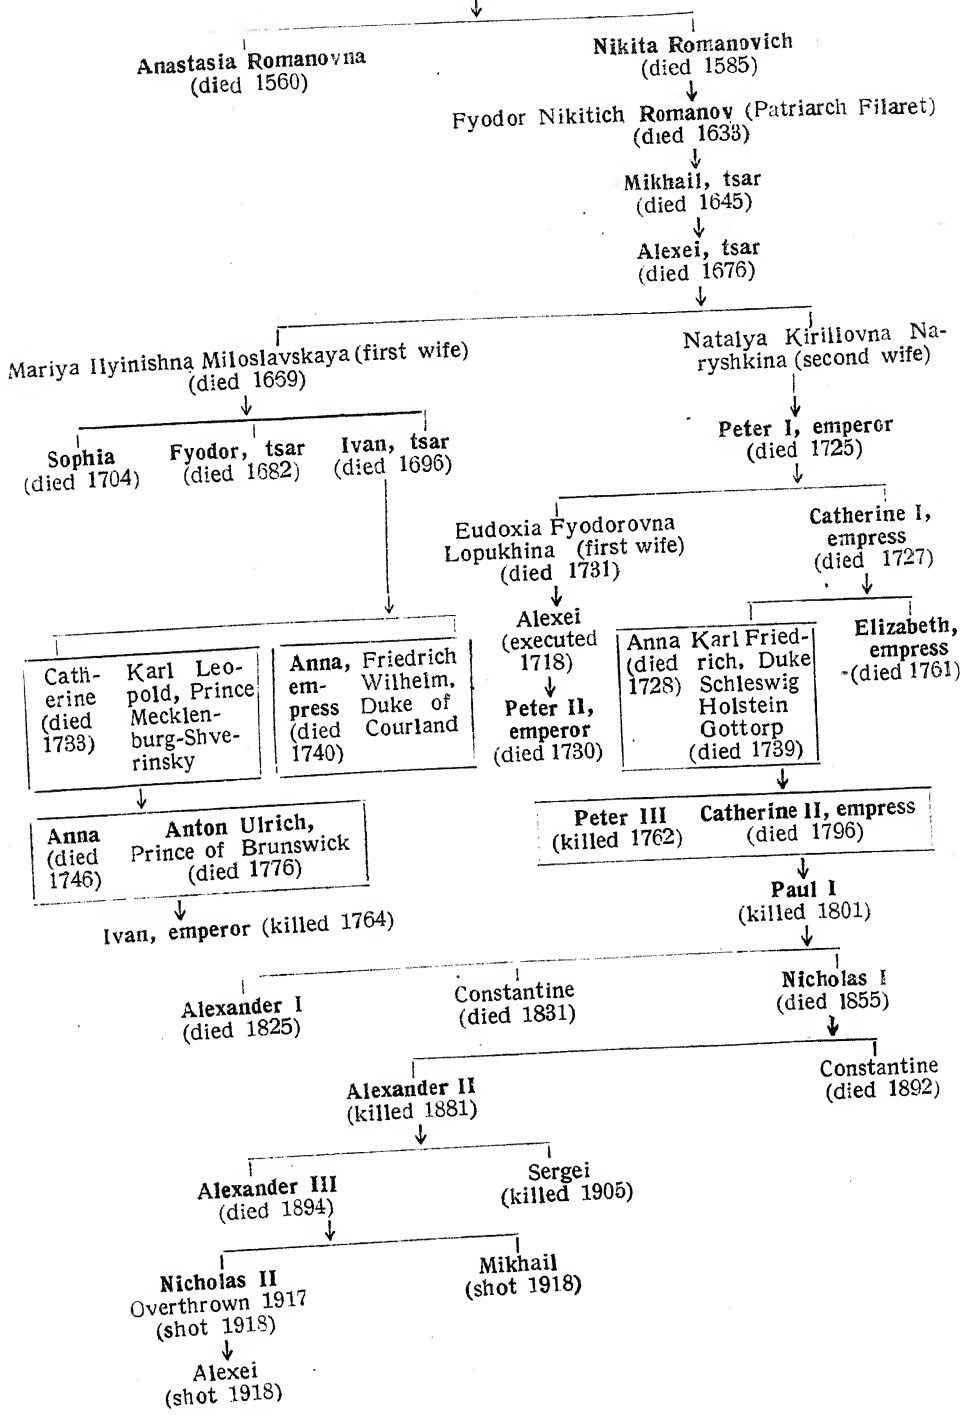 Anastasia Romanovna
(died 1560)
Nikita Romanovich
(died 1585)
Fyodor Nikitich Romanov (Patriarch Filaret)
(died 1633)
Mikhail, tsar
(died 1645)
Alexei, tsar
(died 1676)
Mariya Ilyinishna Miloslavskaya (first wife)
(died 1669)
Natalya Kirillovna Na-
ryshkina (second wife)
Sophia
(died 1704)
Fyodor, tsar
(died 1682)
Ivan, tsar
(died 1696)
Peter I, emperor
(died 1725)
Eudoxia Fyodorovna
Lopukhina (first wife)
(died 1731)
Catherine I,
empress
(died 1727)
Cath-
erine
(died
1733)
Karl Leo-
pold, Prince
Mecklen-
burg-Shve-
rinsky
Anna,
em-
press
(died
1740)
Friedrich
Wilhelm,
Duke of
Courland
Alexei
(executed
1718)
Peter II,
emperor
(died 1730)
Anna
(died
1728)
Karl Fried-
rich, Duke
Schleswig
Holstein
Gottorp
(died 1739)
Elizabeth,
empress
(died 1761)
Anna
(died
1746)
Anton Ulrich,
Prince of Brunswick
(died 1776)
Ivan, emperor (killed 1764)
Peter III
(killed 1762)
Catherine II, empress
(died 1796)
Paul I
(killed 1801)
Alexander I
(died 1825)
Constantine
(died 1831)
Nicholas I
(died 1855)
Alexander II
(killed 1881)
Constantine
(died 1892)
Alexander III
(died 1894)
Sergei
(killed 1905)
Nicholas II
Overthrown 1917
(shot 1918)
Mikhail
(shot 1918)
Alexei
(shot 1918)